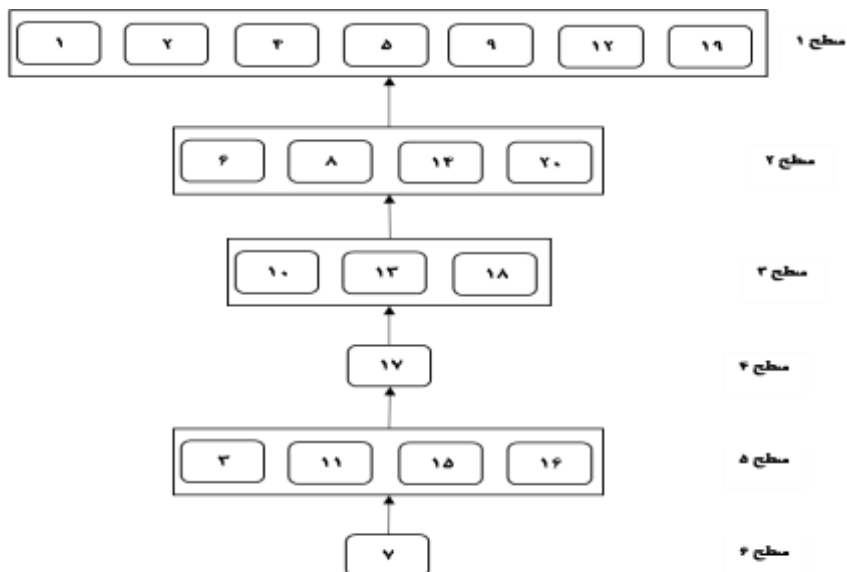 ۱ ۲ ۴ ۵ ۹ ۱۲ ۱۹ سطح ۱
۶ ۸ ۱۴ ۲۰ سطح ۲
۱۰ ۱۳ ۱۸ سطح ۳
۱۷ سطح ۴
۳ ۱۱ ۱۵ ۱۶ سطح ۵
۷ سطح ۶